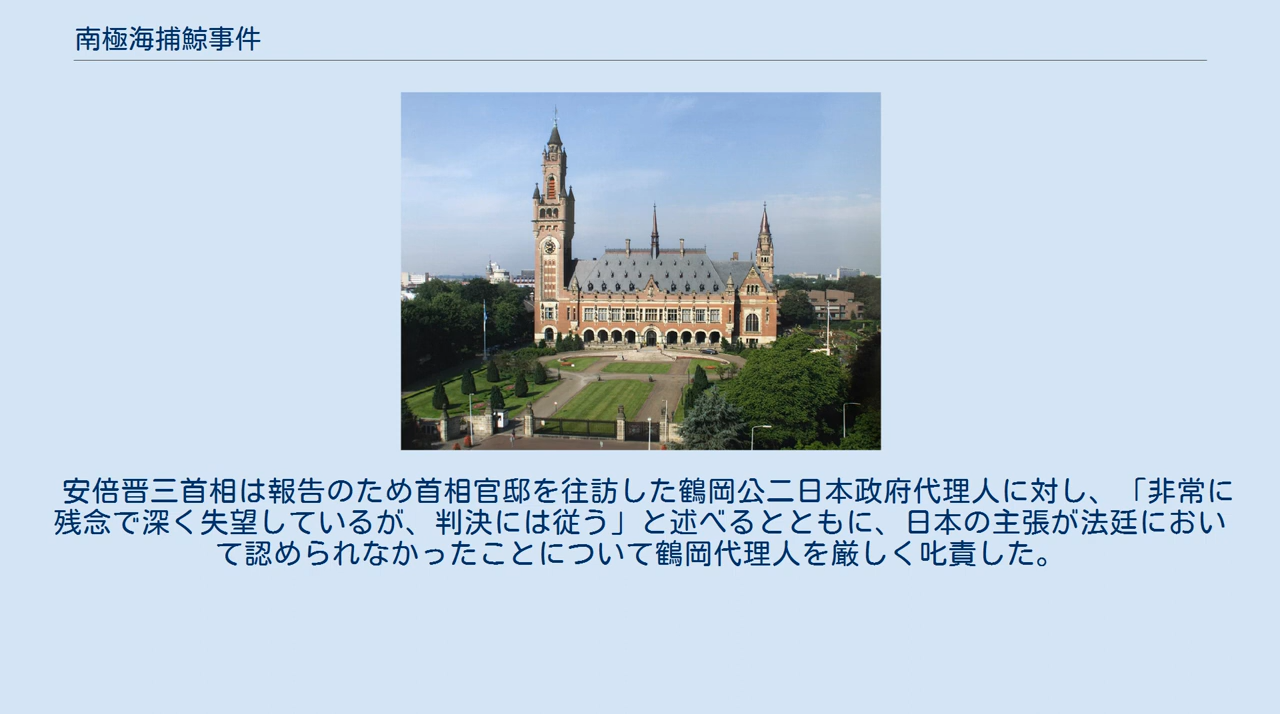 南極海捕鯨事件
安倍晋三首相は報告のため首相官邸を往訪した鶴岡公二日本政府代理人に対し、「非常に
残念で深く失望しているが、判決には従う」と述べるとともに、日本の主張が法廷におい
て認められなかったことについて鶴岡代理人を厳しく叱責した。